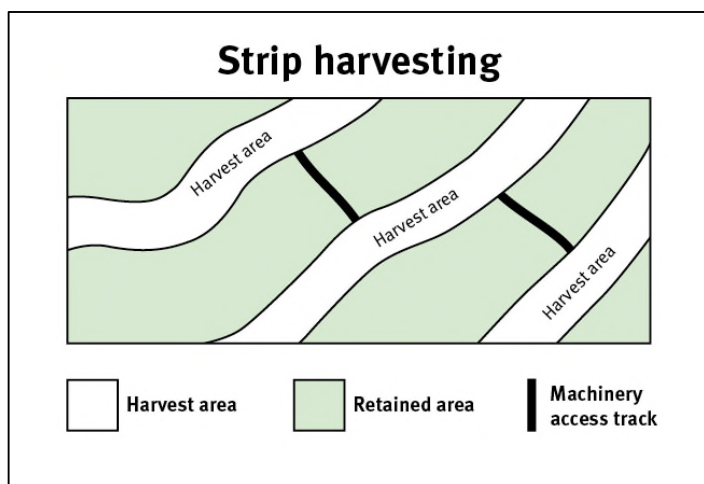 Strip harvesting
Harvest area
Harvest area
Harvest area
Harvest area
Retained area
Machinery
access track